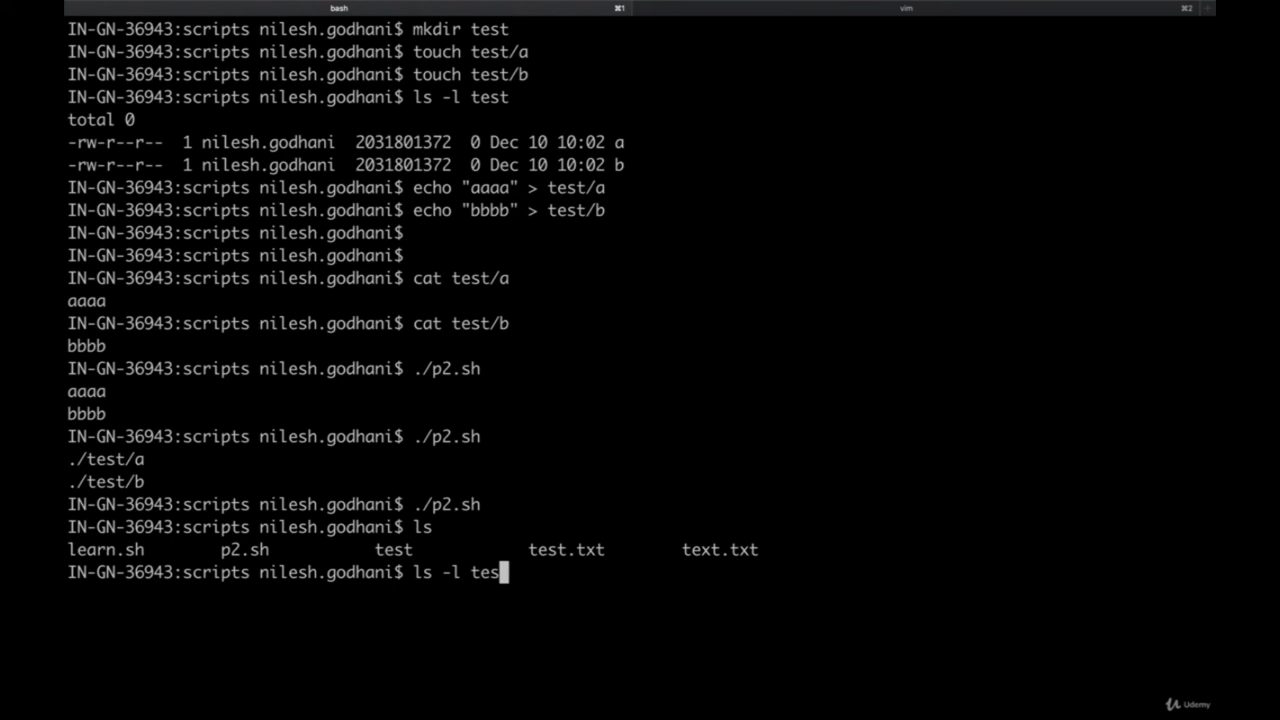 bash ⌘1 vim ⌘2
IN-GN-36943:scripts nilesh.godhani$ mkdir test
IN-GN-36943:scripts nilesh.godhani$ touch test/a
IN-GN-36943:scripts nilesh.godhani$ touch test/b
IN-GN-36943:scripts nilesh.godhani$ ls -l test
total 0
-rw-r--r--  1 nilesh.godhani  2031801372  0 Dec 10 10:02 a
-rw-r--r--  1 nilesh.godhani  2031801372  0 Dec 10 10:02 b
IN-GN-36943:scripts nilesh.godhani$ echo "aaaa" > test/a
IN-GN-36943:scripts nilesh.godhani$ echo "bbbb" > test/b
IN-GN-36943:scripts nilesh.godhani$
IN-GN-36943:scripts nilesh.godhani$
IN-GN-36943:scripts nilesh.godhani$ cat test/a
aaaa
IN-GN-36943:scripts nilesh.godhani$ cat test/b
bbbb
IN-GN-36943:scripts nilesh.godhani$ ./p2.sh
aaaa
bbbb
IN-GN-36943:scripts nilesh.godhani$ ./p2.sh
./test/a
./test/b
IN-GN-36943:scripts nilesh.godhani$ ./p2.sh
IN-GN-36943:scripts nilesh.godhani$ ls
learn.sh        p2.sh           test            test.txt        text.txt
IN-GN-36943:scripts nilesh.godhani$ ls -l tes
Udemy